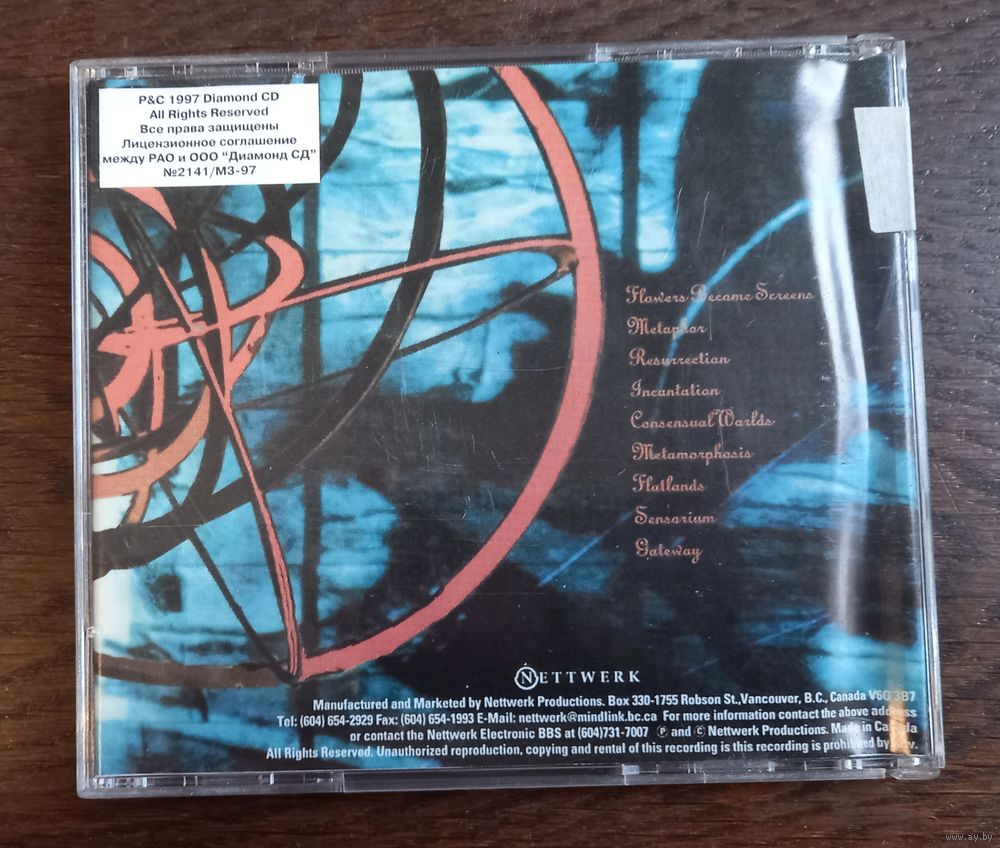 P&C 1997 Diamond CD
All Rights Reserved
Все права защищены
Лицензионное соглашение
между РАО и ООО “Диамонд СД”
№2141/МЗ-97
Flowers Become Screens
Metaphor
Resurrection
Incantation
Consensual Worlds
Metamorphosis
Flatlands
Sensorium
Gateway
NETTWERK
Manufactured and Marketed by Nettwerk Productions. Box 330-1755 Robson St.,Vancouver, B.C., Canada V6G 3B7
Tel: (604) 654-2929 Fax: (604) 654-1993 E-Mail: nettwerk@mindlink.bc.ca For more information contact the above address
or contact the Nettwerk Electronic BBS at (604)731-7007 Ⓟ and © Nettwerk Productions. Made in Canada
All Rights Reserved. Unauthorized reproduction, copying and rental of this recording is this recording is prohibited by law.
www.ay.by